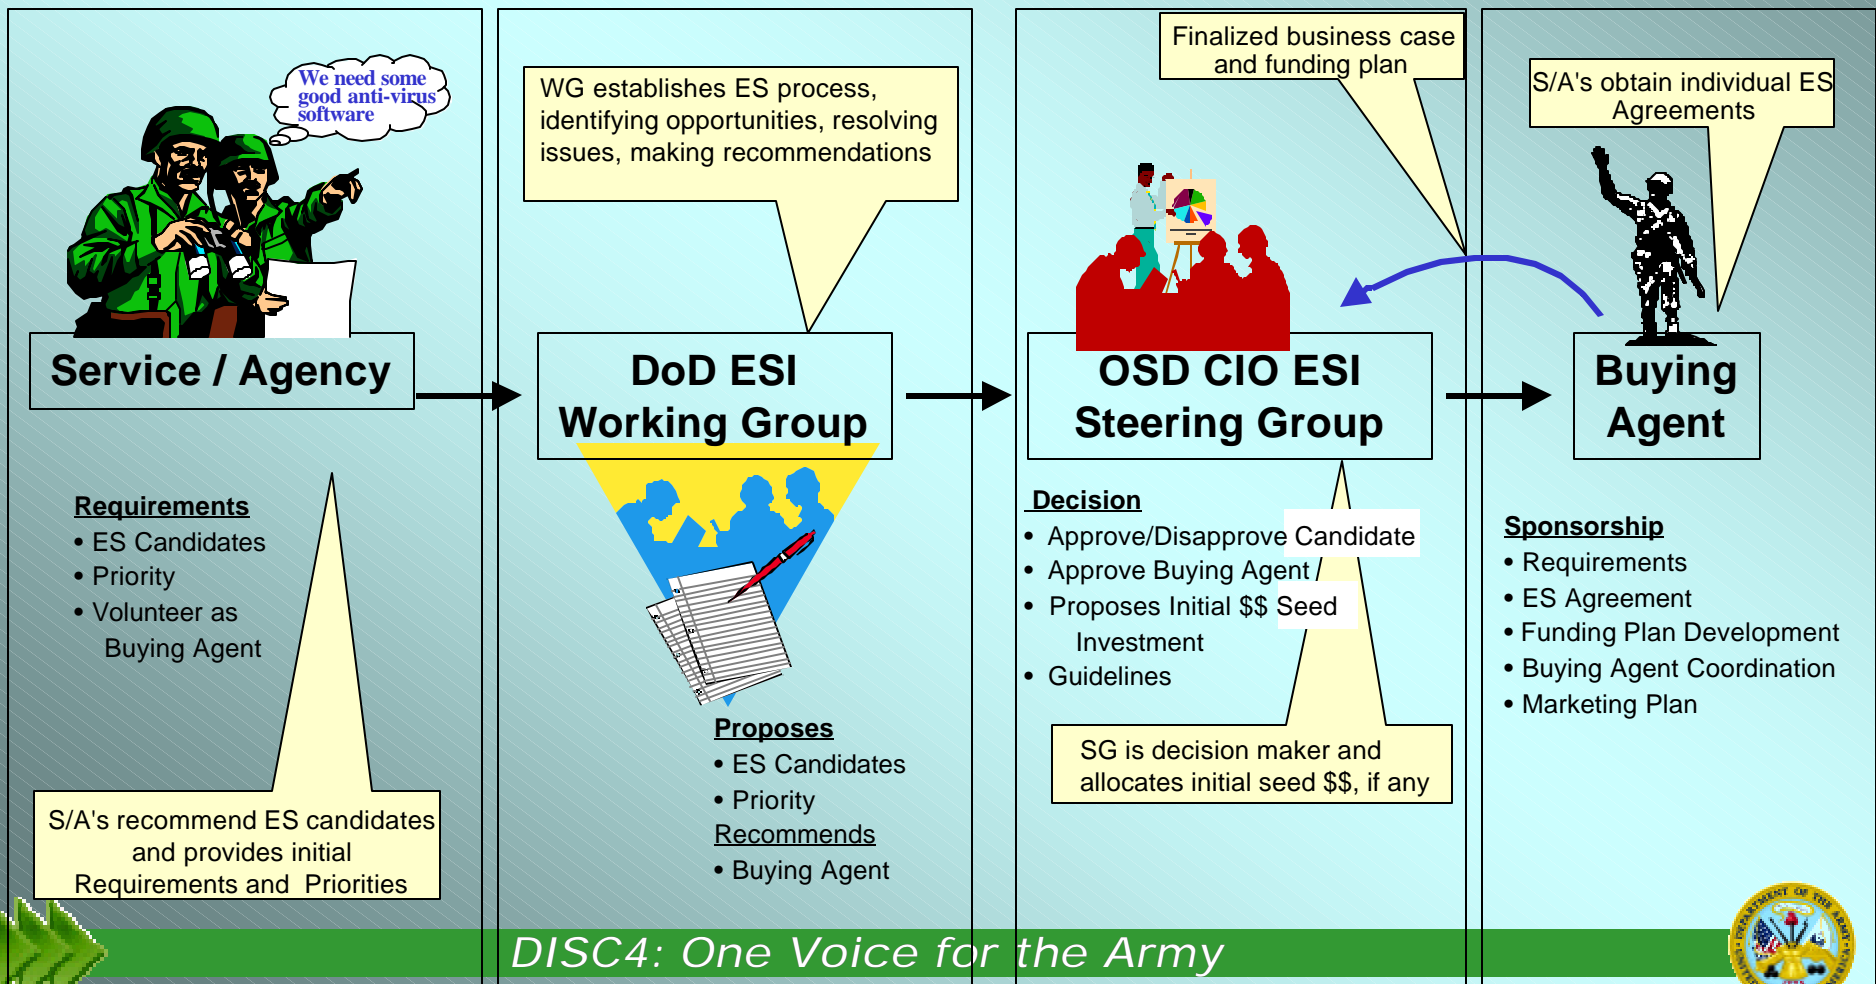 We need some
good anti-virus
software
Service / Agency
Requirements
• ES Candidates
• Priority
• Volunteer as
Buying Agent
S/A's recommend ES candidates
and provides initial
Requirements and Priorities
WG establishes ES process,
identifying opportunities, resolving
issues, making recommendations
DoD ESI
Working Group
Proposes
• ES Candidates
• Priority
Recommends
• Buying Agent
Finalized business case
and funding plan
OSD CIO ESI
Steering Group
Decision
• Approve/Disapprove Candidate
• Approve Buying Agent
• Proposes Initial $$ Seed
Investment
• Guidelines
SG is decision maker and
allocates initial seed $$, if any
S/A's obtain individual ES
Agreements
Buying
Agent
Sponsorship
• Requirements
• ES Agreement
• Funding Plan Development
• Buying Agent Coordination
• Marketing Plan
DISC4: One Voice for the Army
DEPARTMENT OF THE ARMY